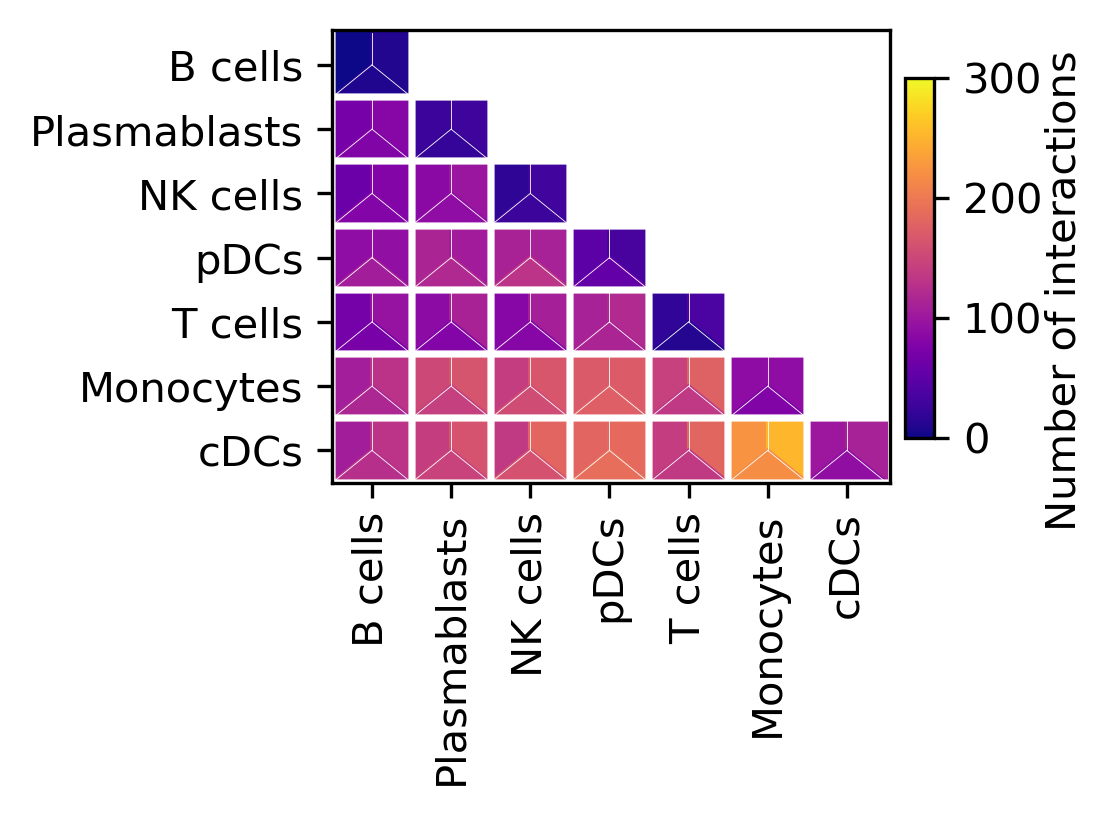 B cells
Plasmablasts
NK cells
pDCs
T cells
Monocytes
cDCs
B cells
Plasmablasts
NK cells
pDCs
T cells
Monocytes
cDCs
300
200
100
0
Number of interactions